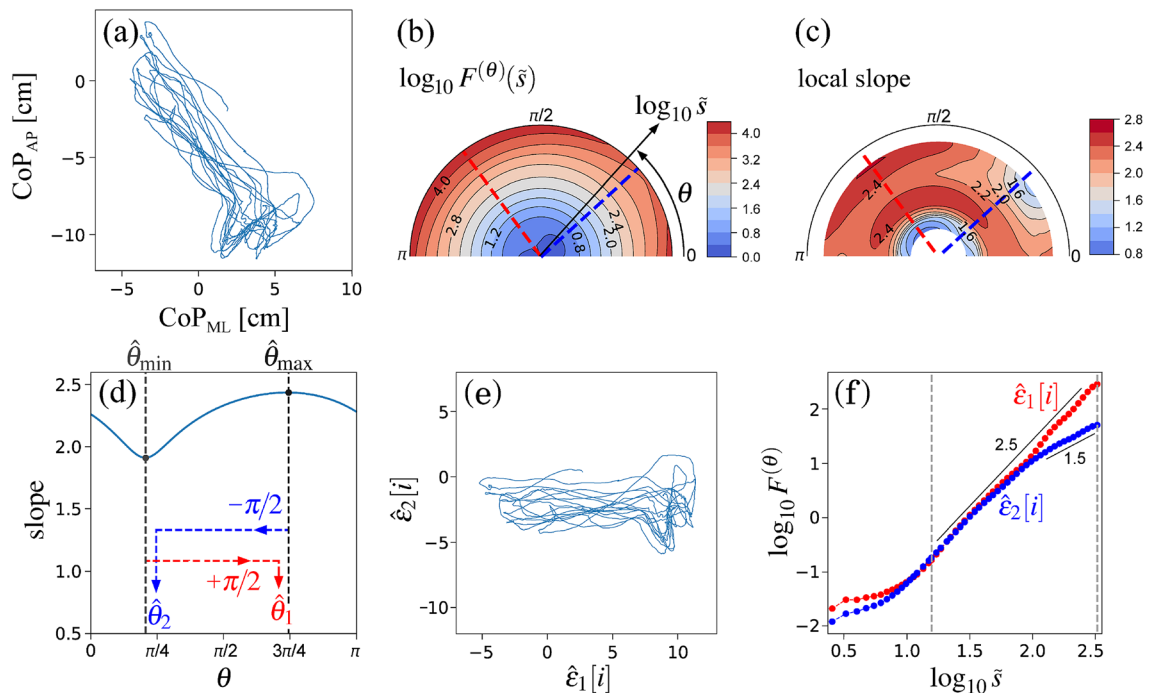 (a)
CoP_AP [cm]
0
−5
−10
−5
0
5
10
CoP_ML [cm]
(b)
log₁₀ F^(θ)(s̃)
log₁₀ s̃
π/2
θ
π
0
4.0
2.8
1.2
0.8
2.4
2.0
4.0
3.2
2.4
1.6
0.8
0.0
(c)
local slope
π/2
π
0
2.4
2.4
2.2
2.0
1.6
1.6
2.8
2.4
2.0
1.6
1.2
0.8
θ̂_min
θ̂_max
(d)
slope
2.5
2.0
1.5
1.0
0.5
−π/2
+π/2
θ̂₂
θ̂₁
0
π/4
π/2
3π/4
π
θ
(e)
ε̂₂[i]
5
0
−5
−10
−5
0
5
10
ε̂₁[i]
(f)
log₁₀ F^(θ)
2
1
0
−1
−2
ε̂₁[i]
2.5
1.5
ε̂₂[i]
0.5
1.0
1.5
2.0
2.5
log₁₀ s̃